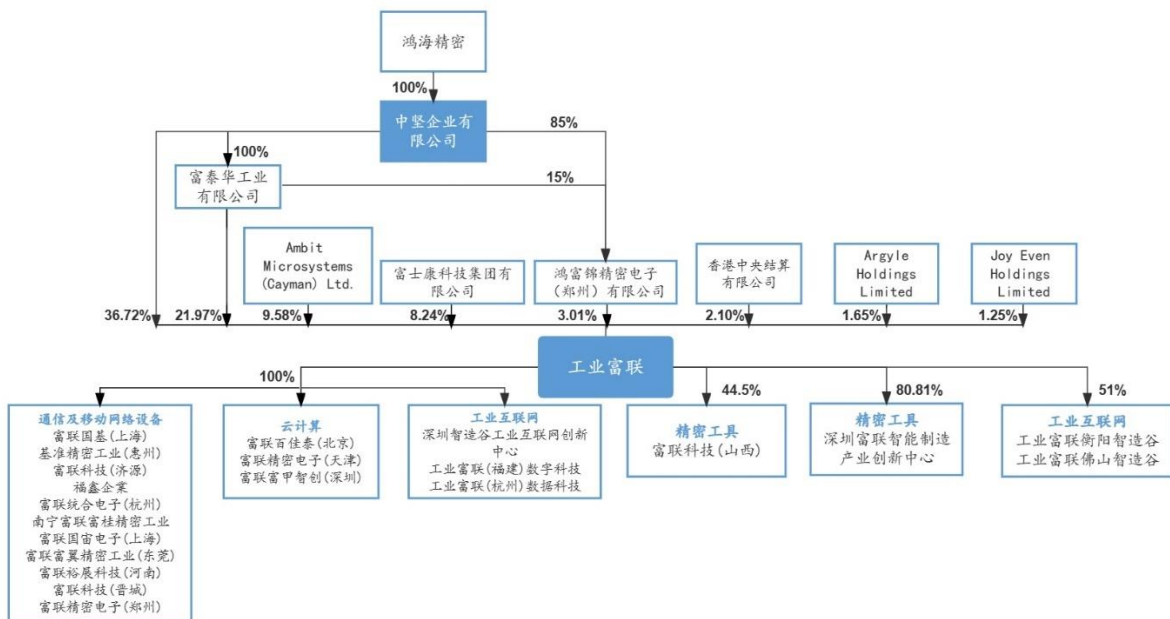 鸿海精密
100%
中坚企业有
限公司
85%
100%
富泰华工业
有限公司
15%
Ambit
Microsystems
(Cayman) Ltd.
富士康科技集团有
限公司
鸿富锦精密电子
（郑州）有限公司
香港中央结算
有限公司
Argyle
Holdings
Limited
Joy Even
Holdings
Limited
36.72%
21.97%
9.58%
8.24%
3.01%
2.10%
1.65%
1.25%
工业富联
100%
44.5%
80.81%
51%
通信及移动网络设备
富联国基(上海)
基准精密工业(惠州)
富联科技(济源)
福鑫企業
富联统合电子(杭州)
南宁富联富桂精密工业
富联国宙电子(上海)
富联富翼精密工业(东莞)
富联裕展科技(河南)
富联科技(晋城)
富联精密电子(郑州)
云计算
富联百佳泰(北京)
富联精密电子(天津)
富联富甲智创(深圳)
工业互联网
深圳智造谷工业互联网创新
中心
工业富联(福建)数字科技
工业富联(杭州)数据科技
精密工具
富联科技(山西)
精密工具
深圳富联智能制造
产业创新中心
工业互联网
工业富联衡阳智造谷
工业富联佛山智造谷